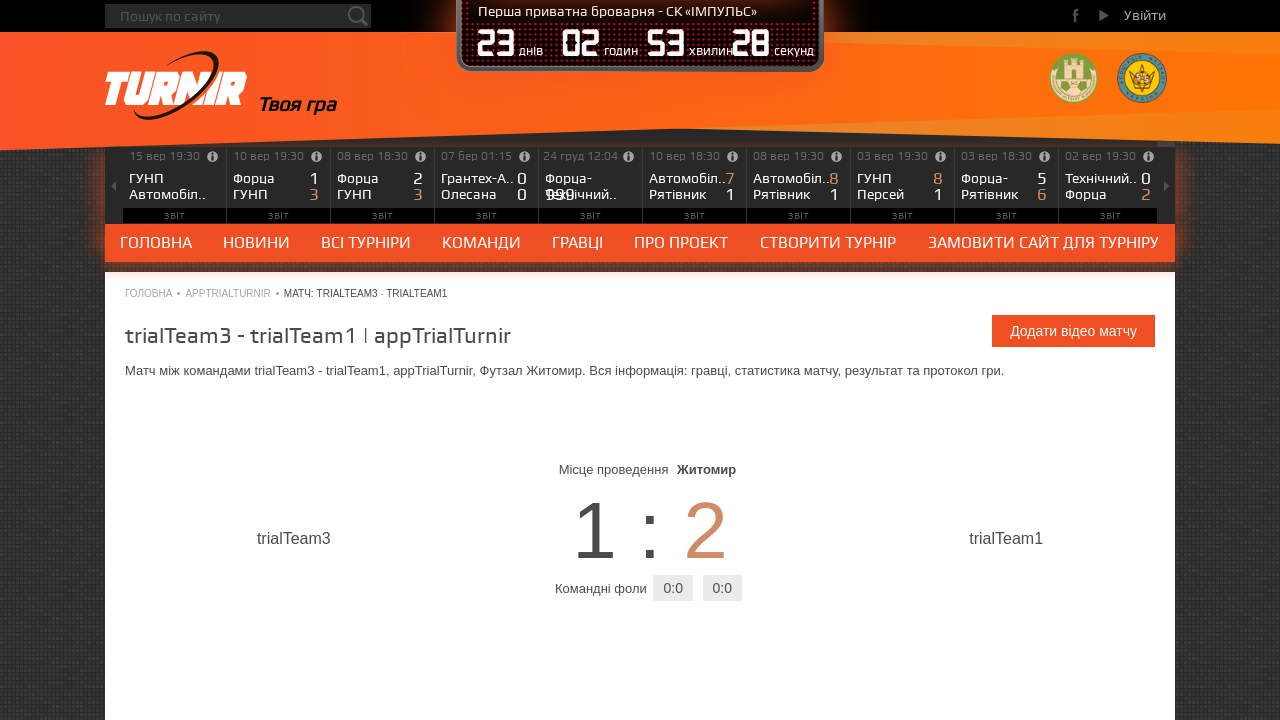 Пошук по сайту
Перша приватна броварня - СК «ІМПУЛЬС»
23 днів 02 годин 53 хвилин 28 секунд
Увійти
TURNIR
Твоя гра
15 вер 19:30
ГУНП
Автомобіл..
звіт
10 вер 19:30
Форца 1
ГУНП 3
звіт
08 вер 18:30
Форца 2
ГУНП 3
звіт
07 бер 01:15
Грантех-А.. 0
Олесана 0
звіт
24 груд 12:04
Форца-
Технічний..
999
звіт
10 вер 18:30
Автомобіл.. 7
Рятівник 1
звіт
08 вер 19:30
Автомобіл.. 8
Рятівник 1
звіт
03 вер 19:30
ГУНП 8
Персей 1
звіт
03 вер 18:30
Форца- 5
Рятівник 6
звіт
02 вер 19:30
Технічний.. 0
Форца 2
звіт
ГОЛОВНА НОВИНИ ВСІ ТУРНІРИ КОМАНДИ ГРАВЦІ ПРО ПРОЕКТ СТВОРИТИ ТУРНІР ЗАМОВИТИ САЙТ ДЛЯ ТУРНІРУ
ГОЛОВНА • APPTRIALTURNIR • МАТЧ: TRIALTEAM3 - TRIALTEAM1
trialTeam3 - trialTeam1 | appTrialTurnir
Додати відео матчу
Матч між командами trialTeam3 - trialTeam1, appTrialTurnir, Футзал Житомир. Вся інформація: гравці, статистика матчу, результат та протокол гри.
Місце проведення Житомир
trialTeam3 1 : 2 trialTeam1
Командні фоли 0:0 0:0